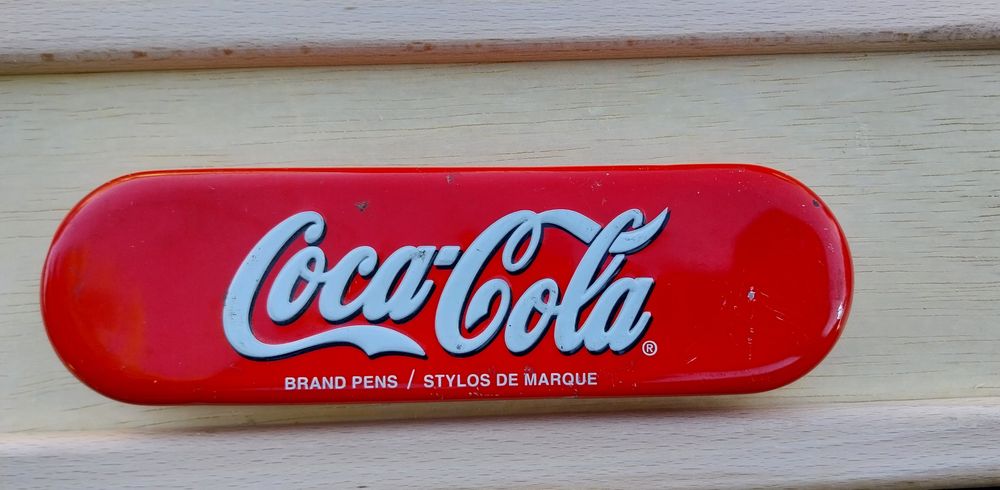 Coca-Cola ®
BRAND PENS / STYLOS DE MARQUE